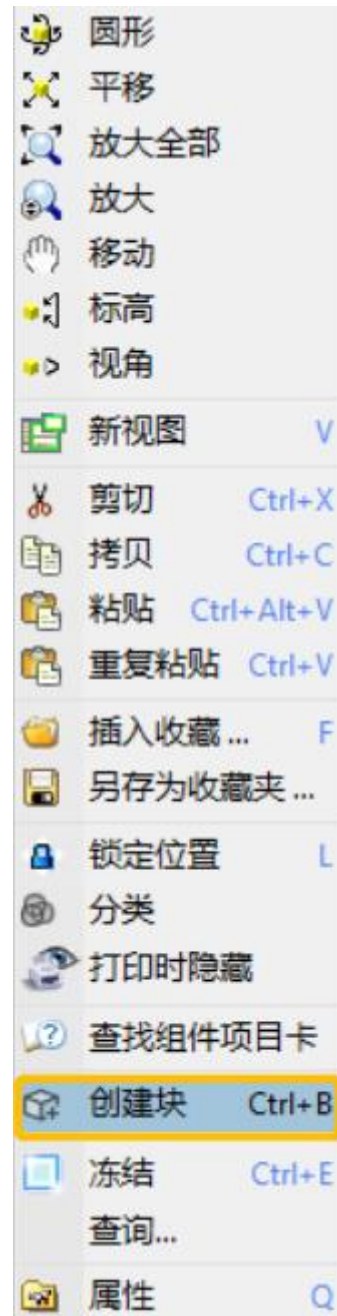 圆形
平移
放大全部
放大
移动
标高
视角
新视图 V
剪切 Ctrl+X
拷贝 Ctrl+C
粘贴 Ctrl+Alt+V
重复粘贴 Ctrl+V
插入收藏 ... F
另存为收藏夹 ...
锁定位置 L
分类
打印时隐藏
查找组件项目卡
创建块 Ctrl+B
冻结 Ctrl+E
查询...
属性 Q